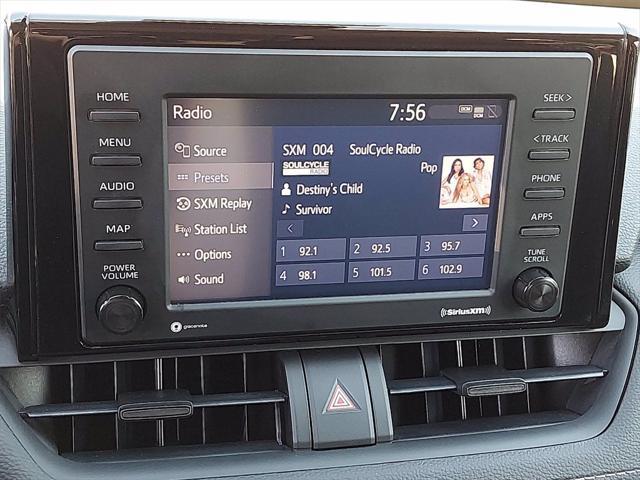 HOME
MENU
AUDIO
MAP
POWER
VOLUME
Radio
7:56
DCM
DCM
Source
Presets
SXM Replay
Station List
Options
Sound
SXM 004 SoulCycle Radio
SOULCYCLE
RADIO
Pop
Destiny's Child
Survivor
<
>
1 92.1
2 92.5
3 95.7
4 98.1
5 101.5
6 102.9
SEEK >
< TRACK
PHONE
APPS
TUNE
SCROLL
gracenote
((SiriusXM))